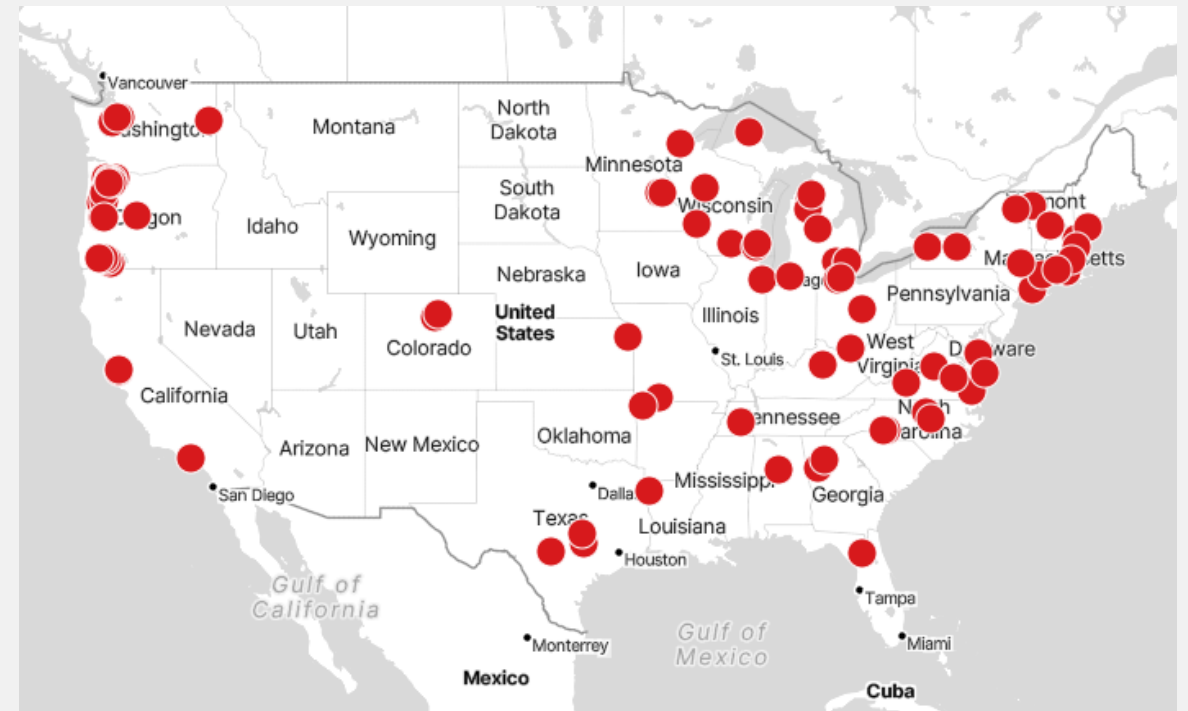 Vancouver
North
Dakota
Montana
Minnesota
South
Dakota
Wisconsin
Idaho
Wyoming
Iowa
Nebraska
Pennsylvania
United
States
Illinois
Nevada
Utah
Colorado
St. Louis
West
Virginia
California
Oklahoma
Arizona
New Mexico
Mississippi
San Diego
Georgia
Texas
Louisiana
Houston
Gulf of
California
Tampa
Gulf of
Mexico
Monterrey
Miami
Mexico
Cuba